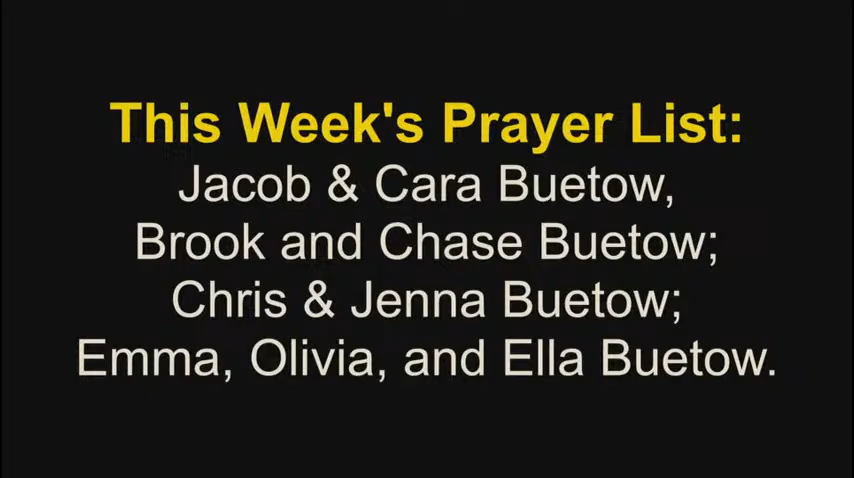 This Week's Prayer List:
Jacob & Cara Buetow,
Brook and Chase Buetow;
Chris & Jenna Buetow;
Emma, Olivia, and Ella Buetow.